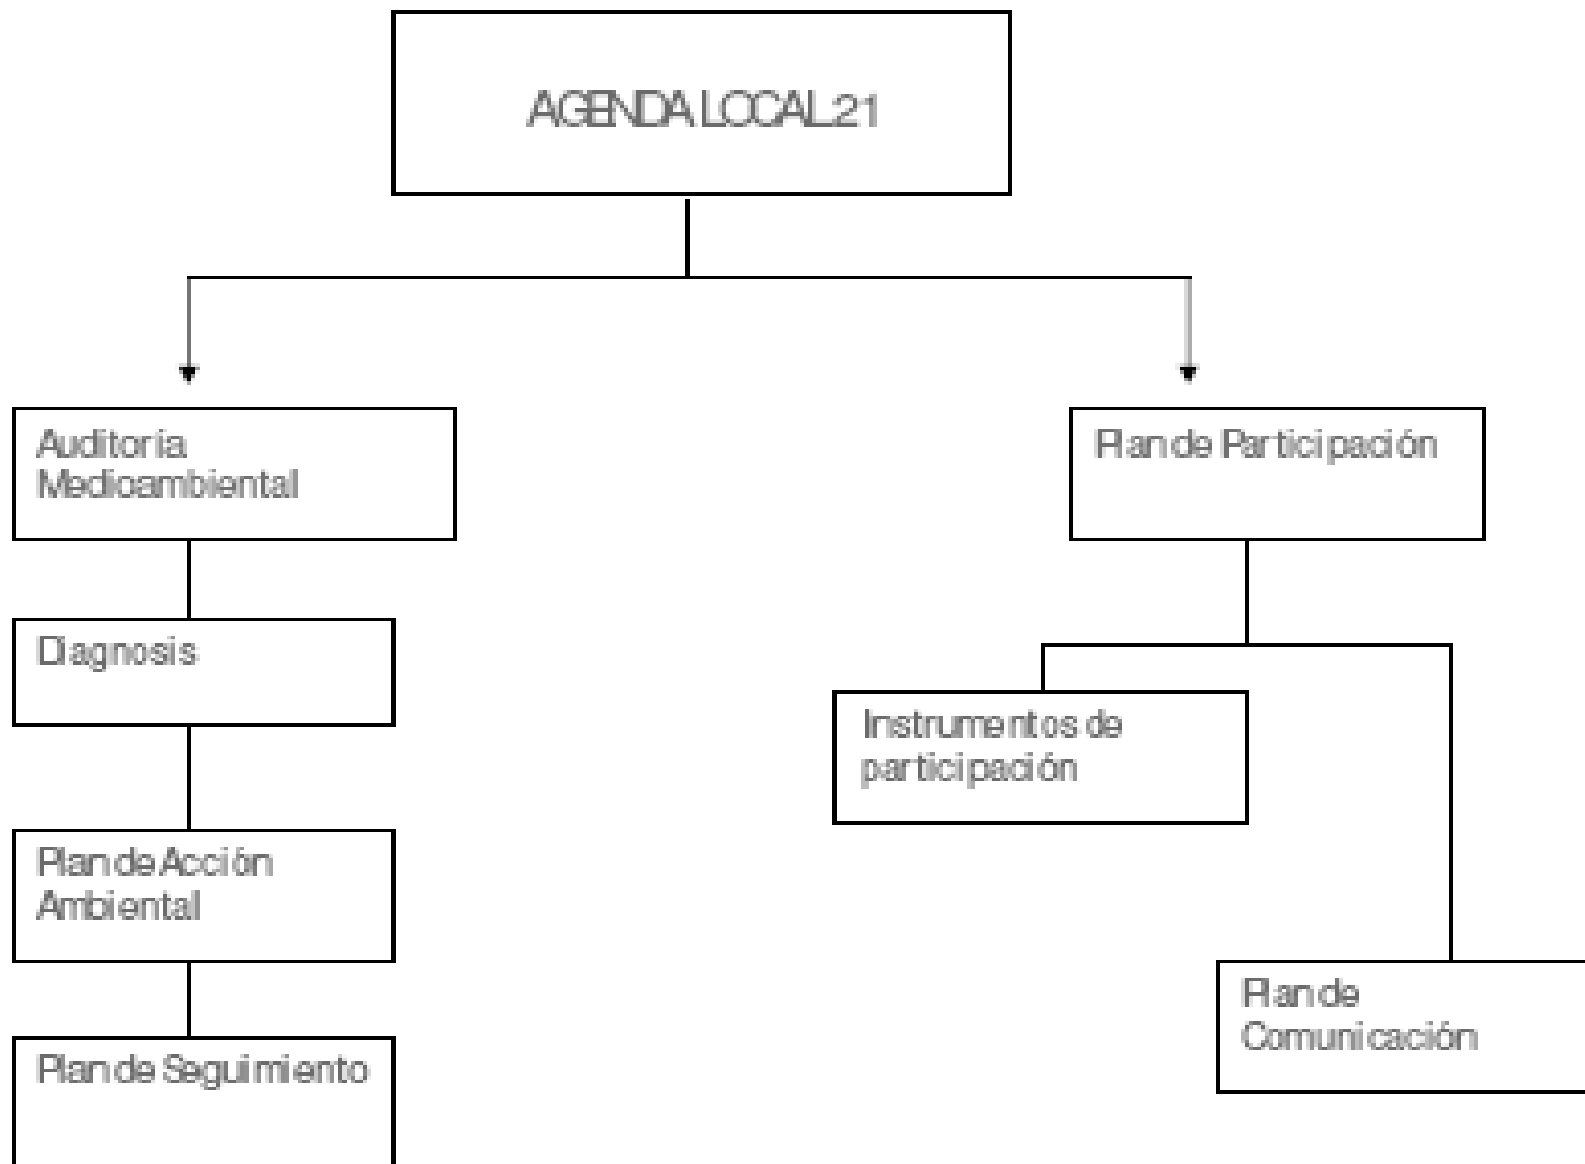 AGENDA LOCAL 21
Auditoría
Medioambiental
Plan de Participación
Diagnosis
Instrumentos de
participación
Plan de Acción
Ambiental
Plan de
Comunicación
Plan de Seguimiento